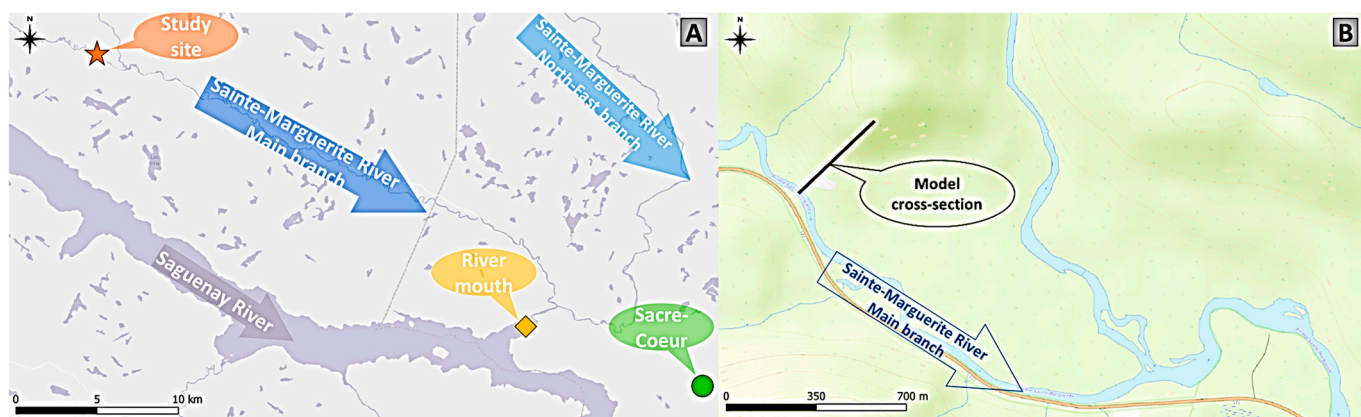 N
A
Study
site
Sainte-Marguerite River
Main branch
Sainte-Marguerite River
North-East branch
Saguenay River
River
mouth
Sacre-
Coeur
0 5 10 km
N
B
Model
cross-section
Sainte-Marguerite River
Main branch
0 350 700 m